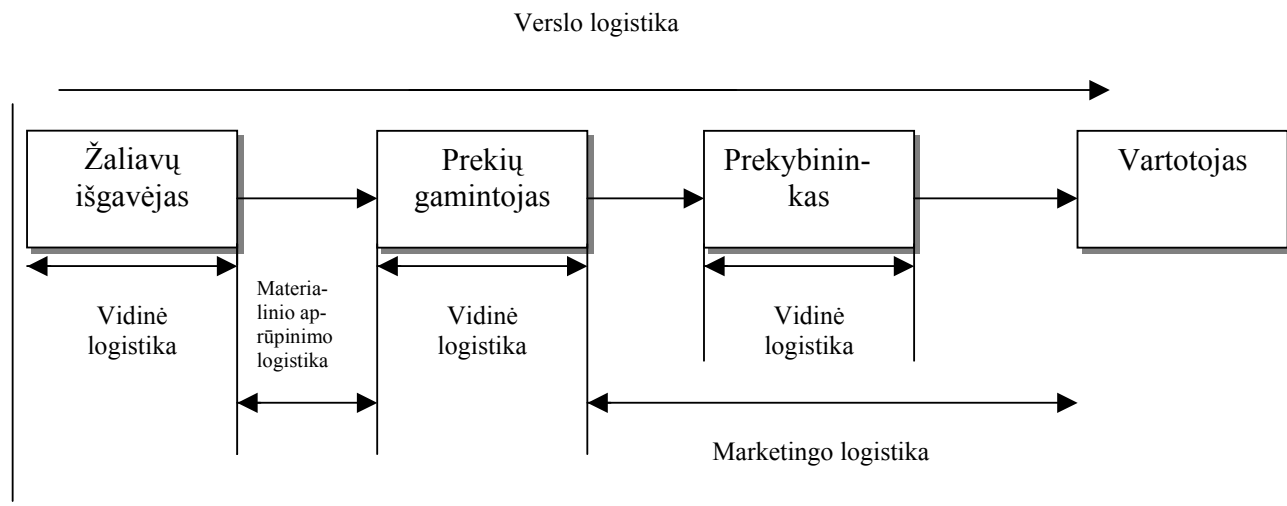 Verslo logistika
Žaliavų
išgavėjas
Prekių
gamintojas
Prekybinin-
kas
Vartotojas
Vidinė
logistika
Materia-
linio ap-
rūpinimo
logistika
Vidinė
logistika
Vidinė
logistika
Marketingo logistika